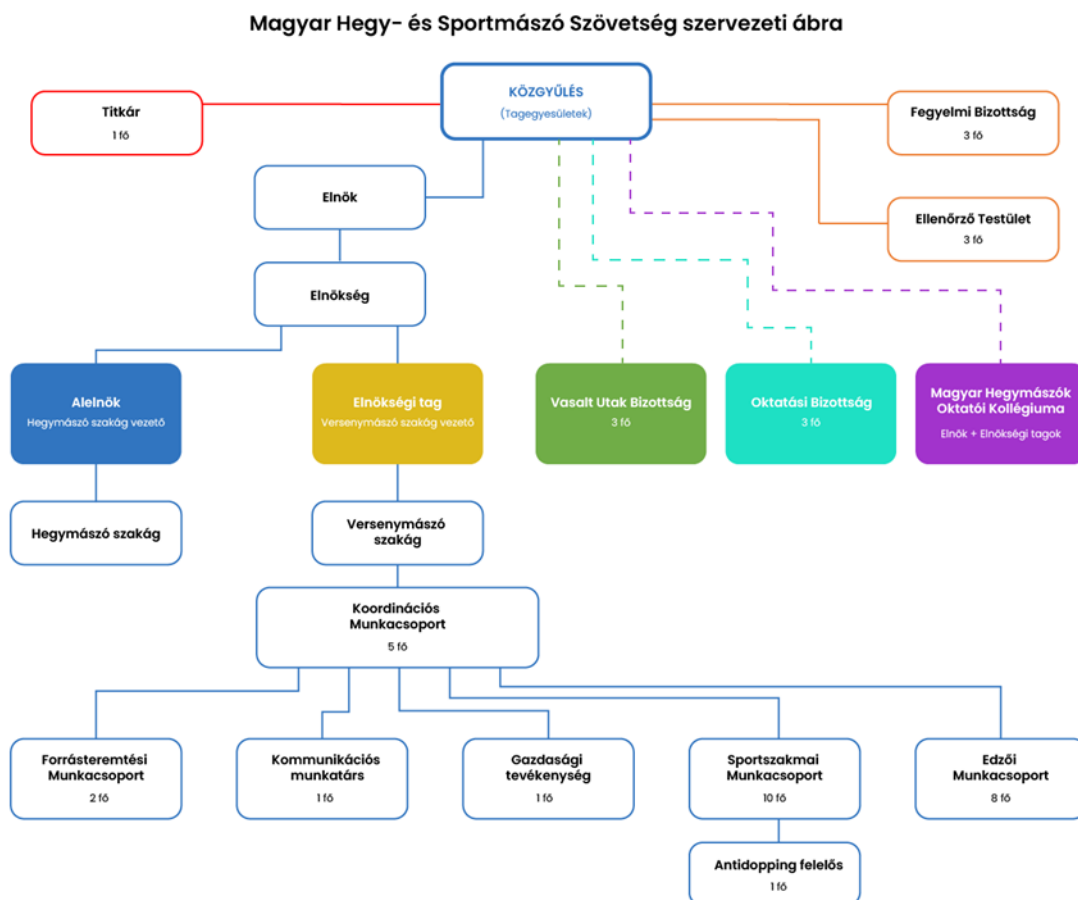 Magyar Hegy- és Sportmászó Szövetség szervezeti ábra
KÖZGYŰLÉS
(Tagegyesületek)
Titkár
1 fő
Fegyelmi Bizottság
3 fő
Elnök
Ellenőrző Testület
3 fő
Elnökség
Alelnök
Hegymászó szakág vezető
Elnökségi tag
Versenymászó szakág vezető
Vasalt Utak Bizottság
3 fő
Oktatási Bizottság
3 fő
Magyar Hegymászók
Oktatói Kollégiuma
Elnök + Elnökségi tagok
Hegymászó szakág
Versenymászó
szakág
Koordinációs
Munkacsoport
5 fő
Forrásteremtési
Munkacsoport
2 fő
Kommunikációs
munkatárs
1 fő
Gazdasági
tevékenység
1 fő
Sportszakmai
Munkacsoport
10 fő
Edzői
Munkacsoport
8 fő
Antidopping felelős
1 fő